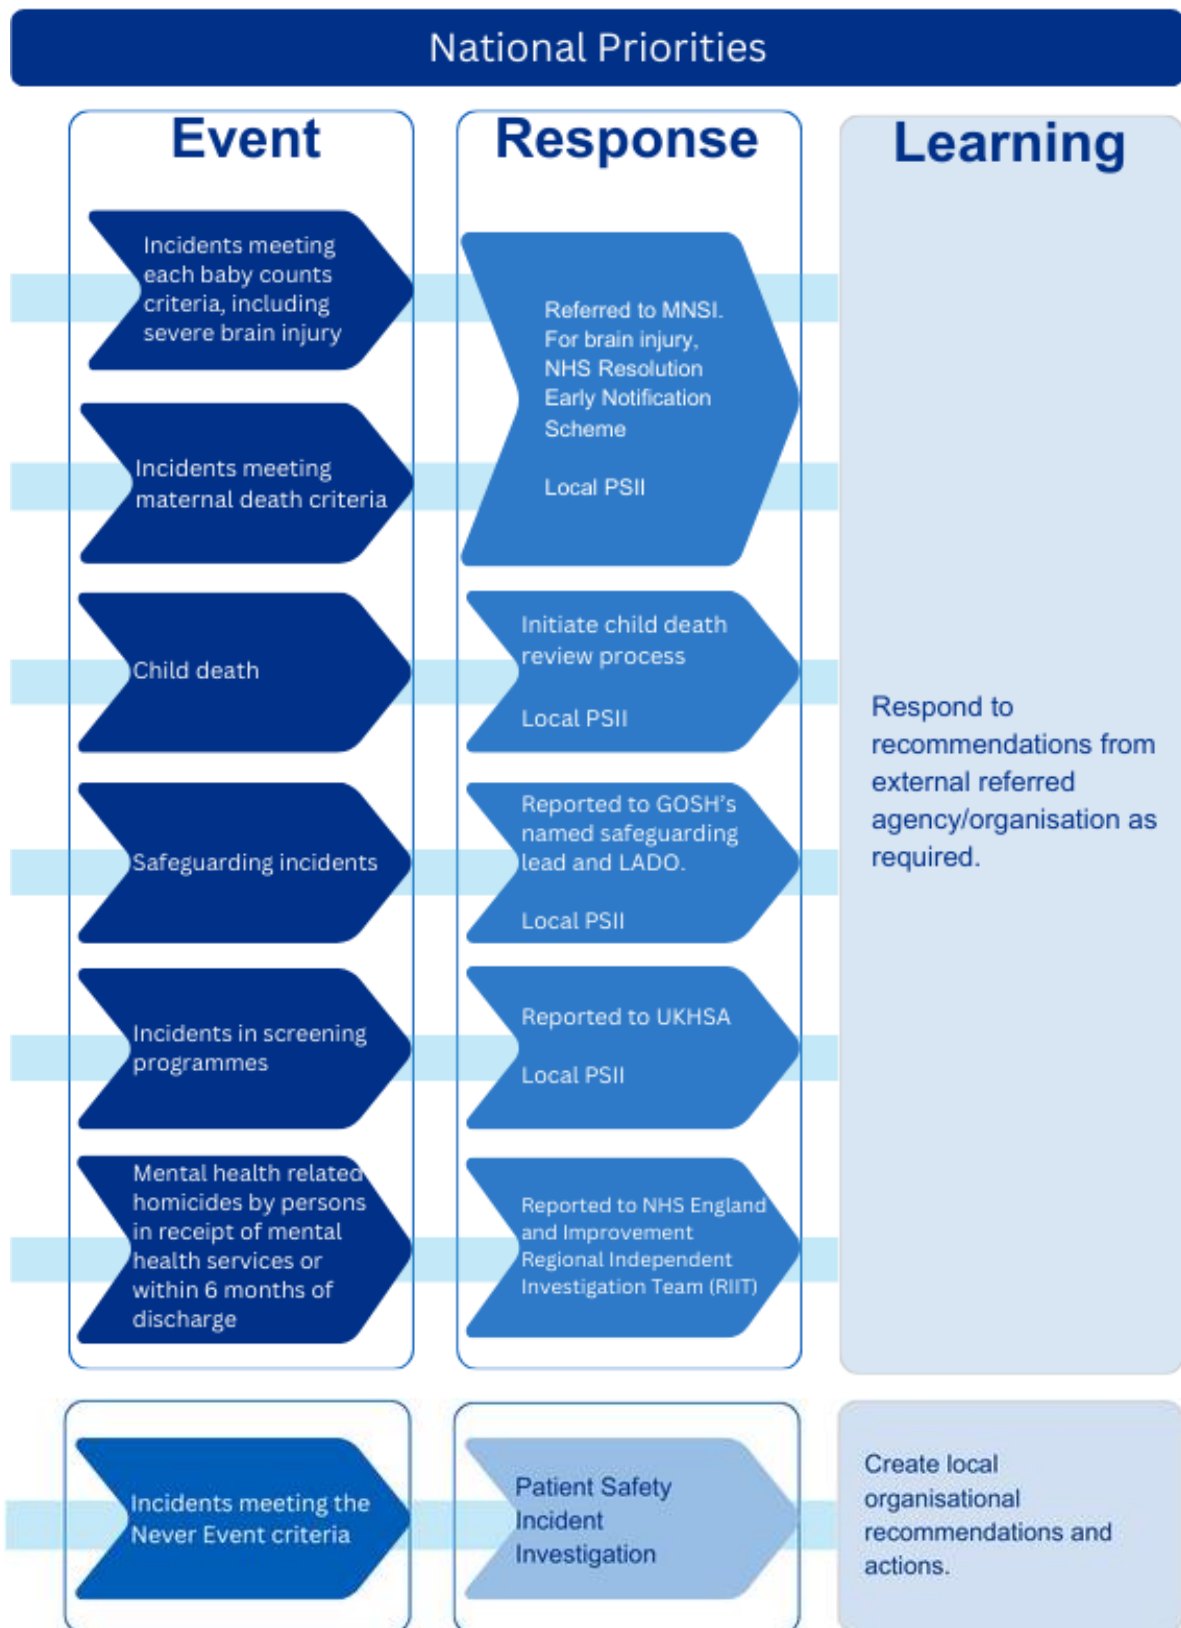 National Priorities
Event
Response
Learning
Incidents meeting
each baby counts
criteria, including
severe brain injury
Referred to MNSI.
For brain injury,
NHS Resolution
Early Notification
Scheme
Local PSII
Incidents meeting
maternal death criteria
Child death
Initiate child death
review process
Local PSII
Safeguarding incidents
Reported to GOSH's
named safeguarding
lead and LADO.
Local PSII
Incidents in screening
programmes
Reported to UKHSA
Local PSII
Mental health related
homicides by persons
in receipt of mental
health services or
within 6 months of
discharge
Reported to NHS England
and Improvement
Regional Independent
Investigation Team (RIIT)
Respond to
recommendations from
external referred
agency/organisation as
required.
Incidents meeting the
Never Event criteria
Patient Safety
Incident
Investigation
Create local
organisational
recommendations and
actions.